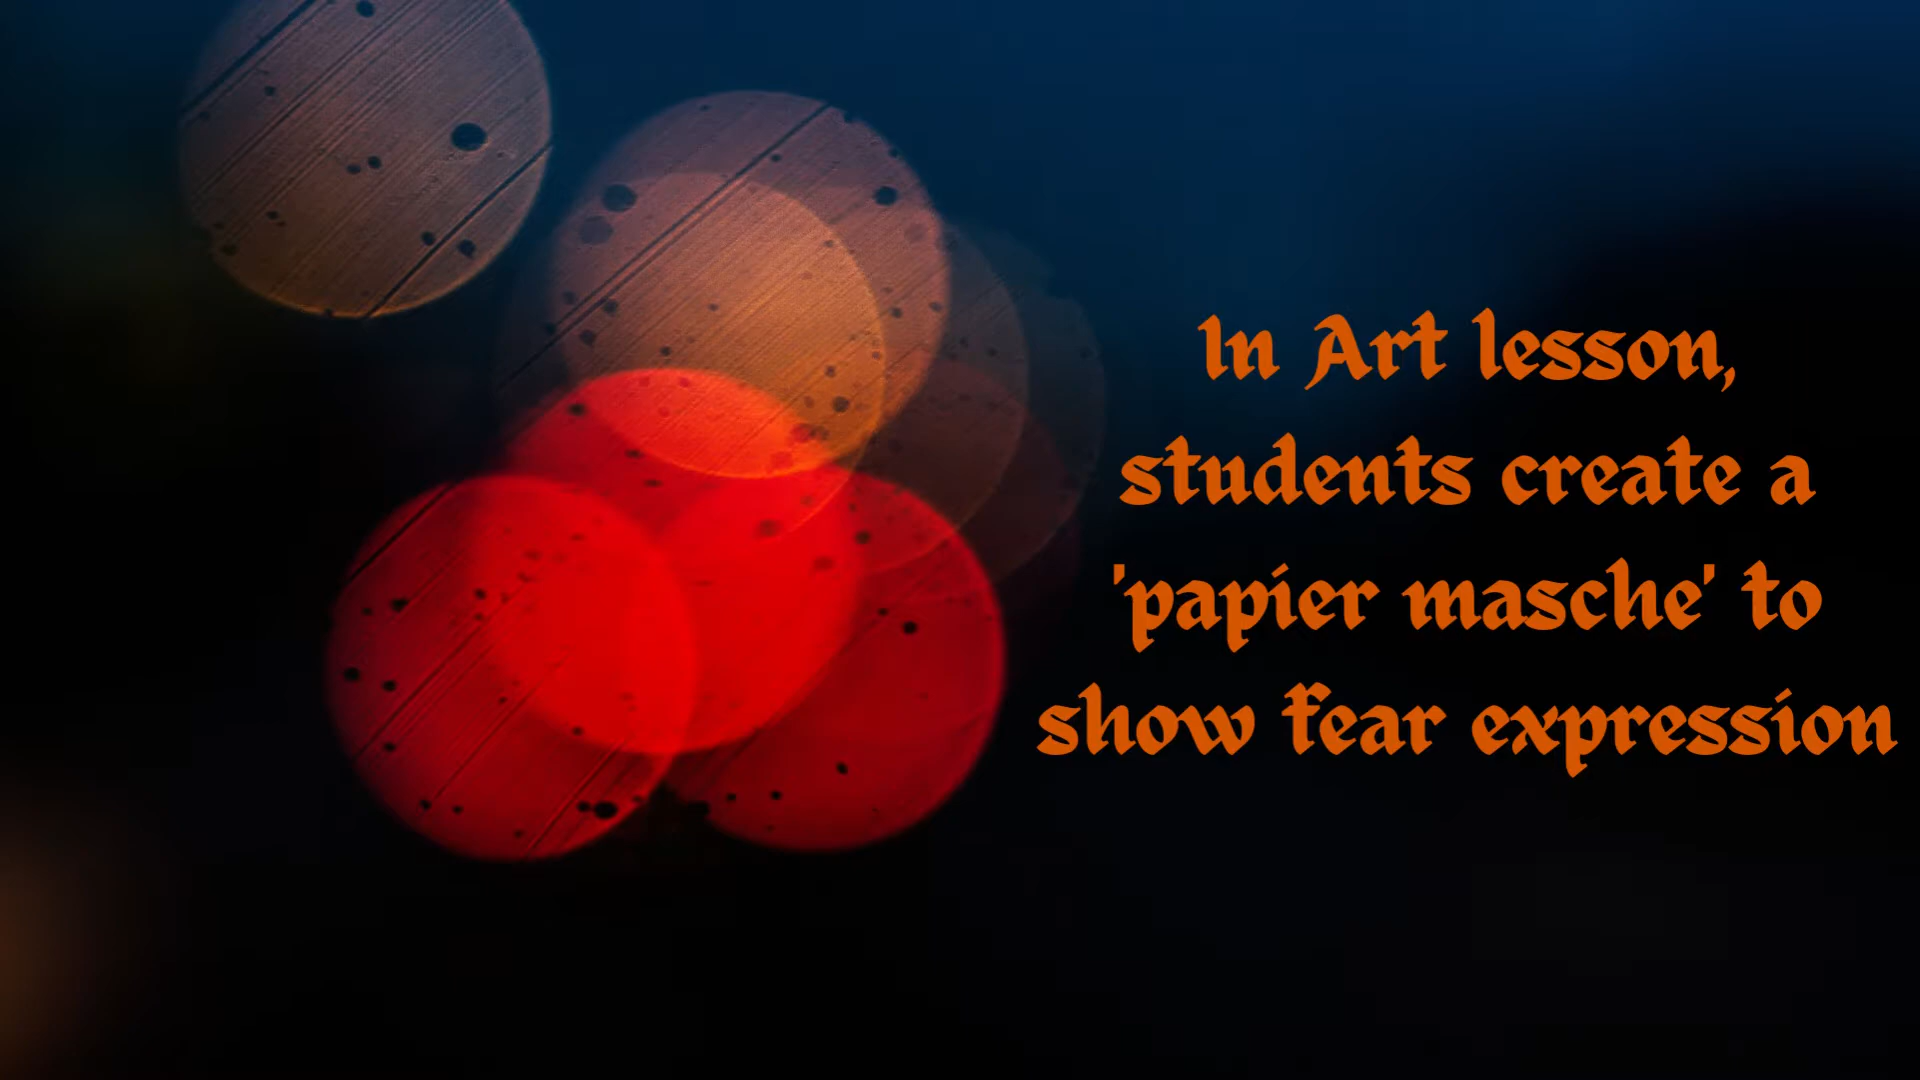 In Art lesson,
students create a
'papier masche' to
show fear expression